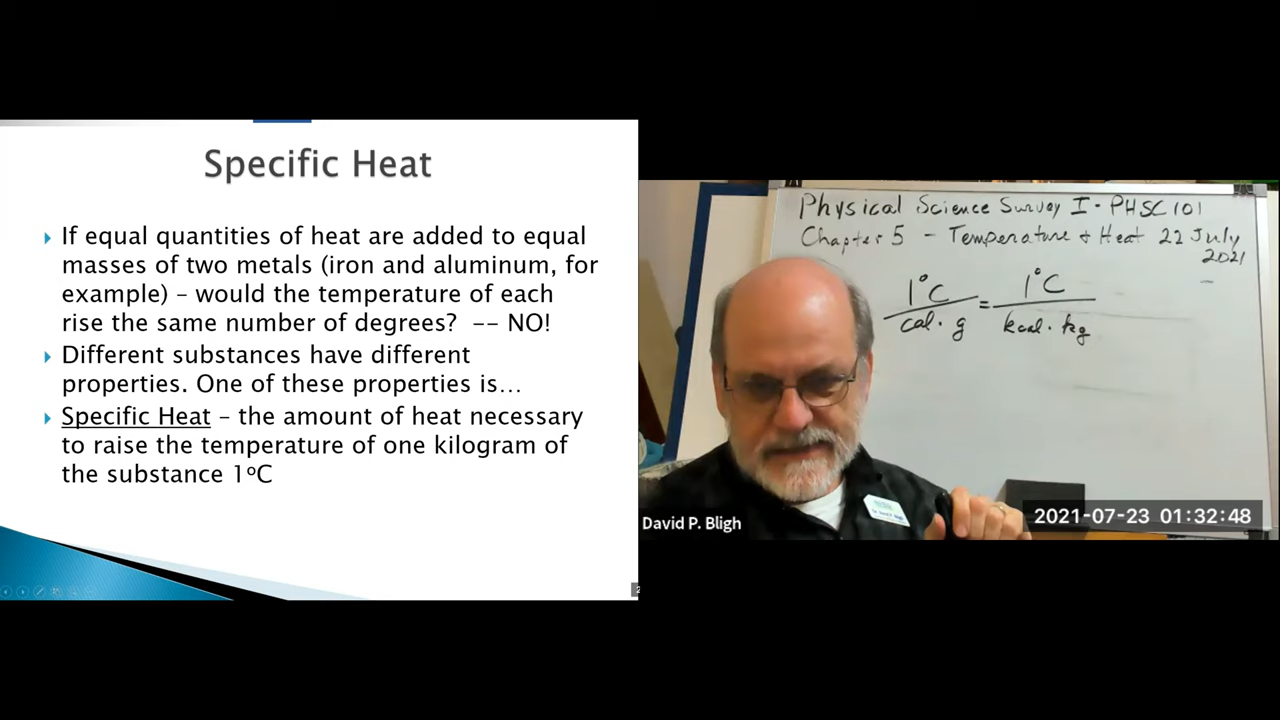 Specific Heat
If equal quantities of heat are added to equal
masses of two metals (iron and aluminum, for
example) – would the temperature of each
rise the same number of degrees? -- NO!
Different substances have different
properties. One of these properties is…
Specific Heat – the amount of heat necessary
to raise the temperature of one kilogram of
the substance 1°C
Physical Science Survey I - PHSC 101
Chapter 5 - Temperature & Heat 22 July
2021
1°C = 1°C
cal · g kcal · kg
David P. Bligh
2021-07-23 01:32:48